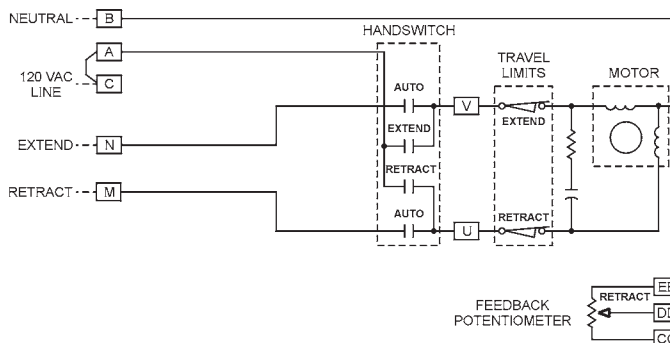 NEUTRAL B
HANDSWITCH
A
TRAVEL
LIMITS
MOTOR
120 VAC
LINE
C
AUTO
V
EXTEND
EXTEND
EXTEND N
RETRACT
RETRACT M
AUTO
U
RETRACT
FEEDBACK
POTENTIOMETER
RETRACT